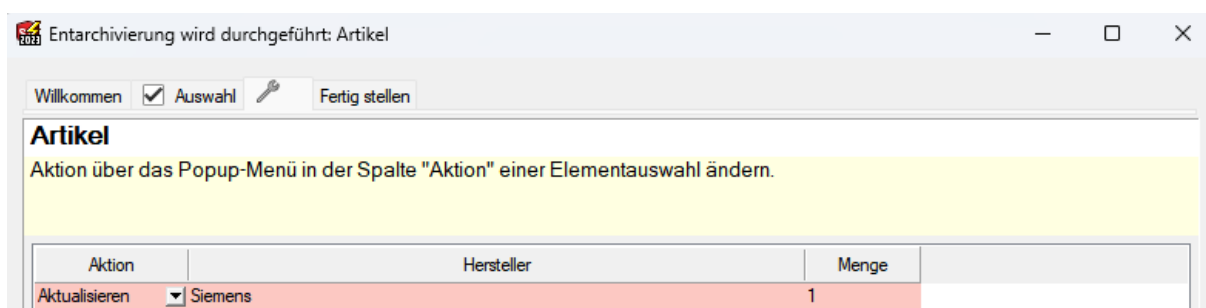 Entarchivierung wird durchgeführt: Artikel
Willkommen Auswahl Fertig stellen
Artikel
Aktion über das Popup-Menü in der Spalte "Aktion" einer Elementauswahl ändern.
Aktion Hersteller Menge
Aktualisieren Siemens 1